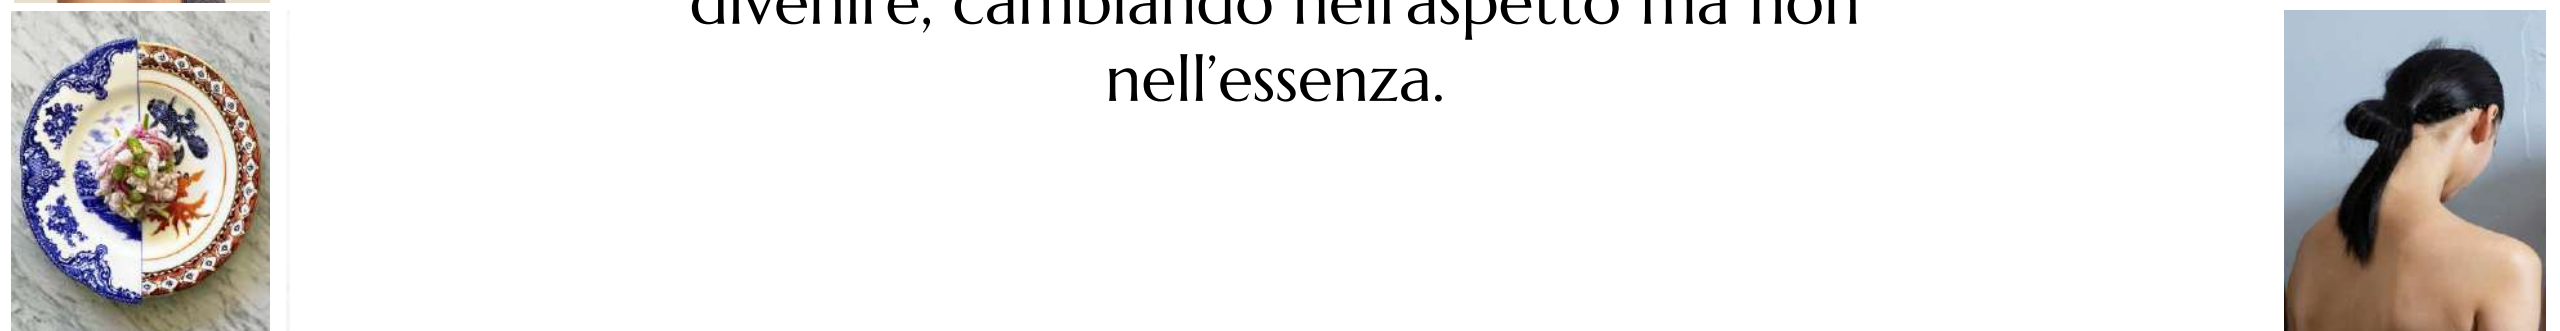 divenire, cambiando nell'aspetto ma non
nell’essenza.